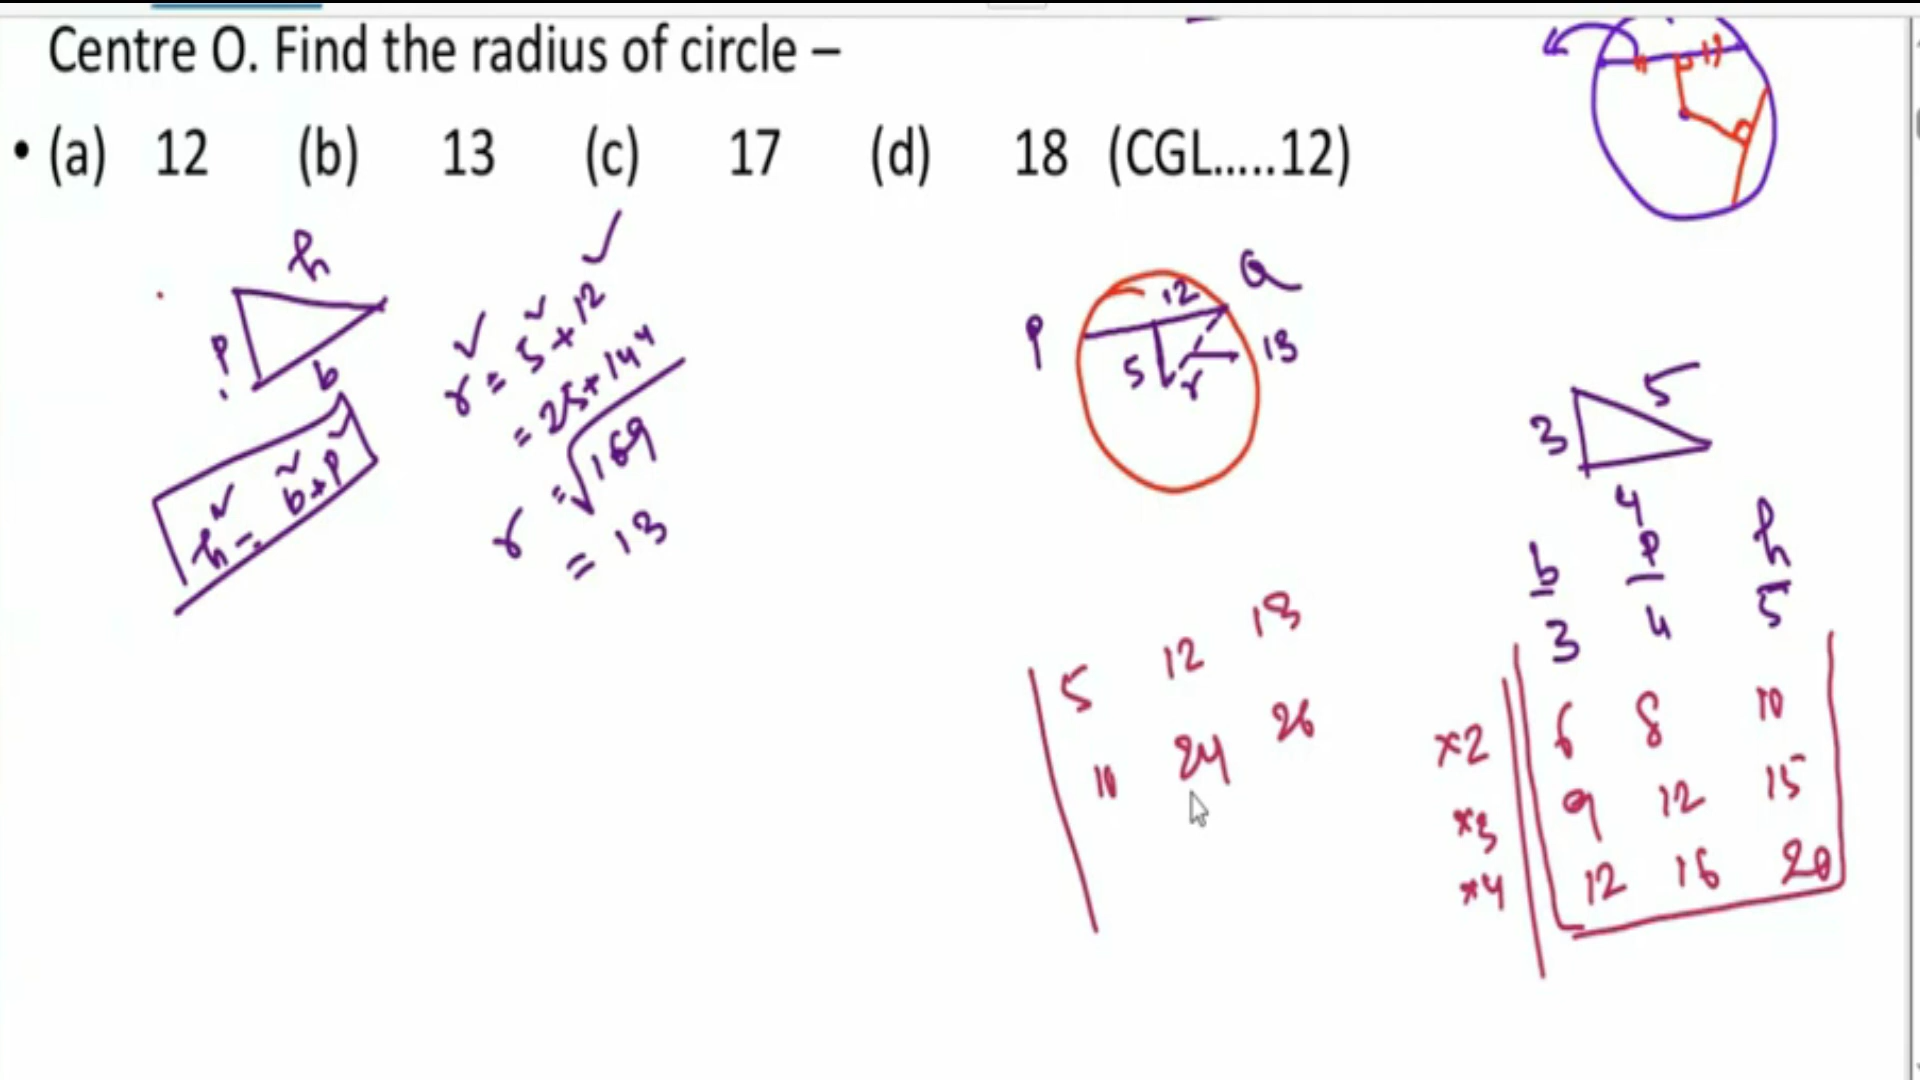 Centre O. Find the radius of circle –
• (a) 12 (b) 13 (c) 17 (d) 18 (CGL.....12)
h
p
b
h² = b² + p²
r² = 5² + 12²
= 25 + 144
r = √169
= 13
P
Q
12
5
r
13
5
3
4
b p h
3 4 5
×2 6 8 10
×3 9 12 15
×4 12 16 20
5 12 13
10 24 26